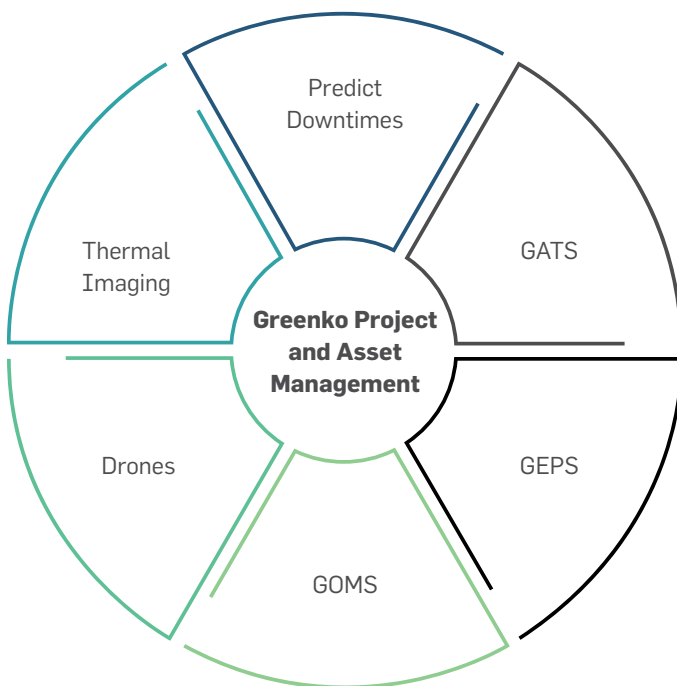 Predict
Downtimes
GATS
GEPS
GOMS
Drones
Thermal
Imaging
Greenko Project
and Asset
Management